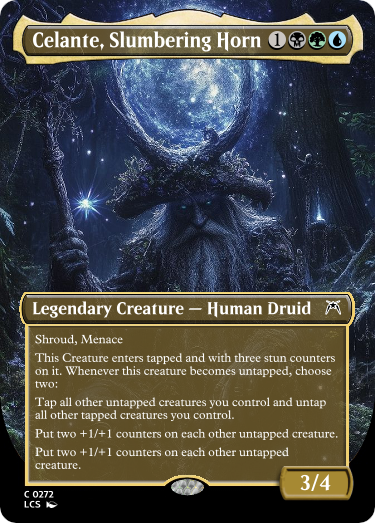 Celante, Slumbering Horn 1
Legendary Creature — Human Druid
Shroud, Menace
This Creature enters tapped and with three stun counters
on it. Whenever this creature becomes untapped, choose
two:
Tap all other untapped creatures you control and untap
all other tapped creatures you control.
Put two +1/+1 counters on each other untapped creature.
Put two +1/+1 counters on each other untapped
creature.
3/4
C 0272
LCS